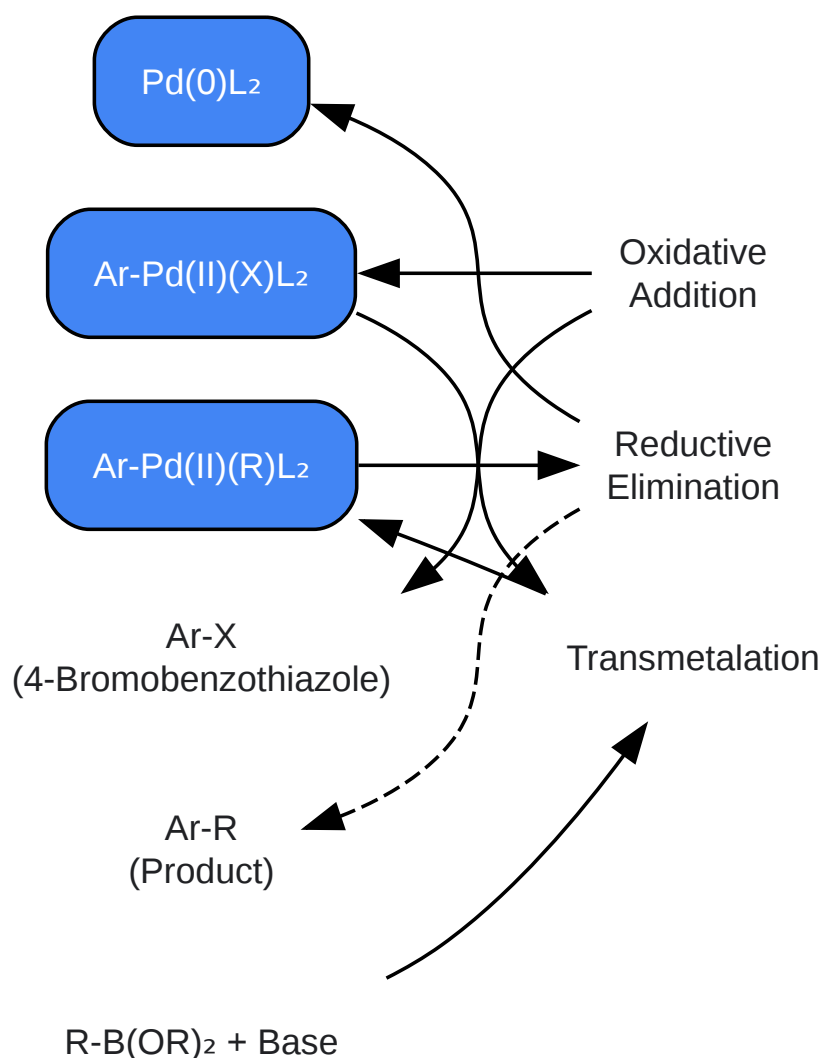 Pd(0)L₂
Ar-Pd(II)(X)L₂
Oxidative
Addition
Ar-Pd(II)(R)L₂
Reductive
Elimination
Ar-X
(4-Bromobenzothiazole)
Transmetalation
Ar-R
(Product)
R-B(OR)₂ + Base